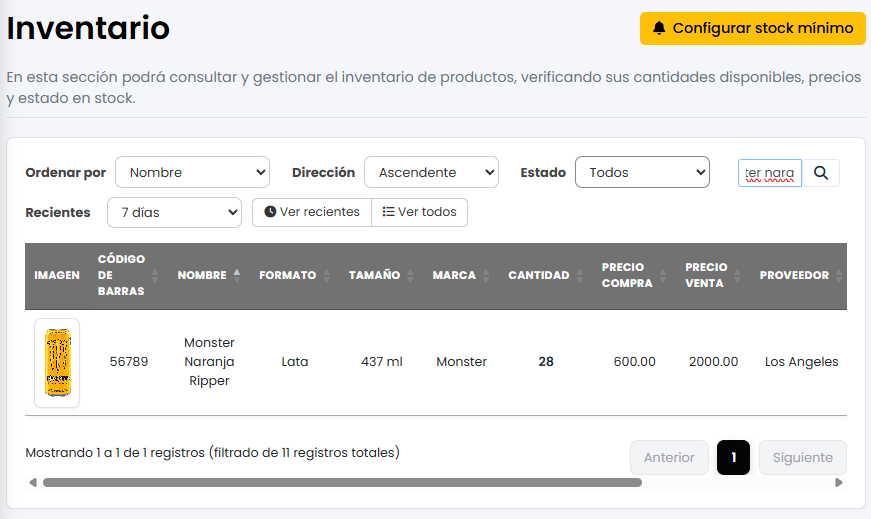 Inventario
Configurar stock mínimo
En esta sección podrá consultar y gestionar el inventario de productos, verificando sus cantidades disponibles, precios
y estado en stock.
Ordenar por Nombre Dirección Ascendente Estado Todos ter nara
Recientes 7 días Ver recientes Ver todos
IMAGEN CÓDIGO DE BARRAS NOMBRE FORMATO TAMAÑO MARCA CANTIDAD PRECIO COMPRA PRECIO VENTA PROVEEDOR
56789 Monster Naranja Ripper Lata 437 ml Monster 28 600.00 2000.00 Los Angeles
Mostrando 1 a 1 de 1 registros (filtrado de 11 registros totales)
Anterior 1 Siguiente